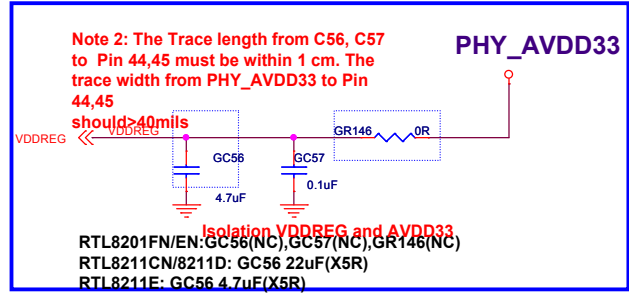 Note 2: The Trace length from C56, C57
to Pin 44,45 must be within 1 cm. The
trace width from PHY_AVDD33 to Pin
44,45
should>40mils
PHY_AVDD33
VDDREG
VDDREG
GR146
0R
GC56
GC57
4.7uF
0.1uF
Isolation VDDREG and AVDD33
RTL8201FN/EN:GC56(NC),GC57(NC),GR146(NC)
RTL8211CN/8211D: GC56 22uF(X5R)
RTL8211E: GC56 4.7uF(X5R)